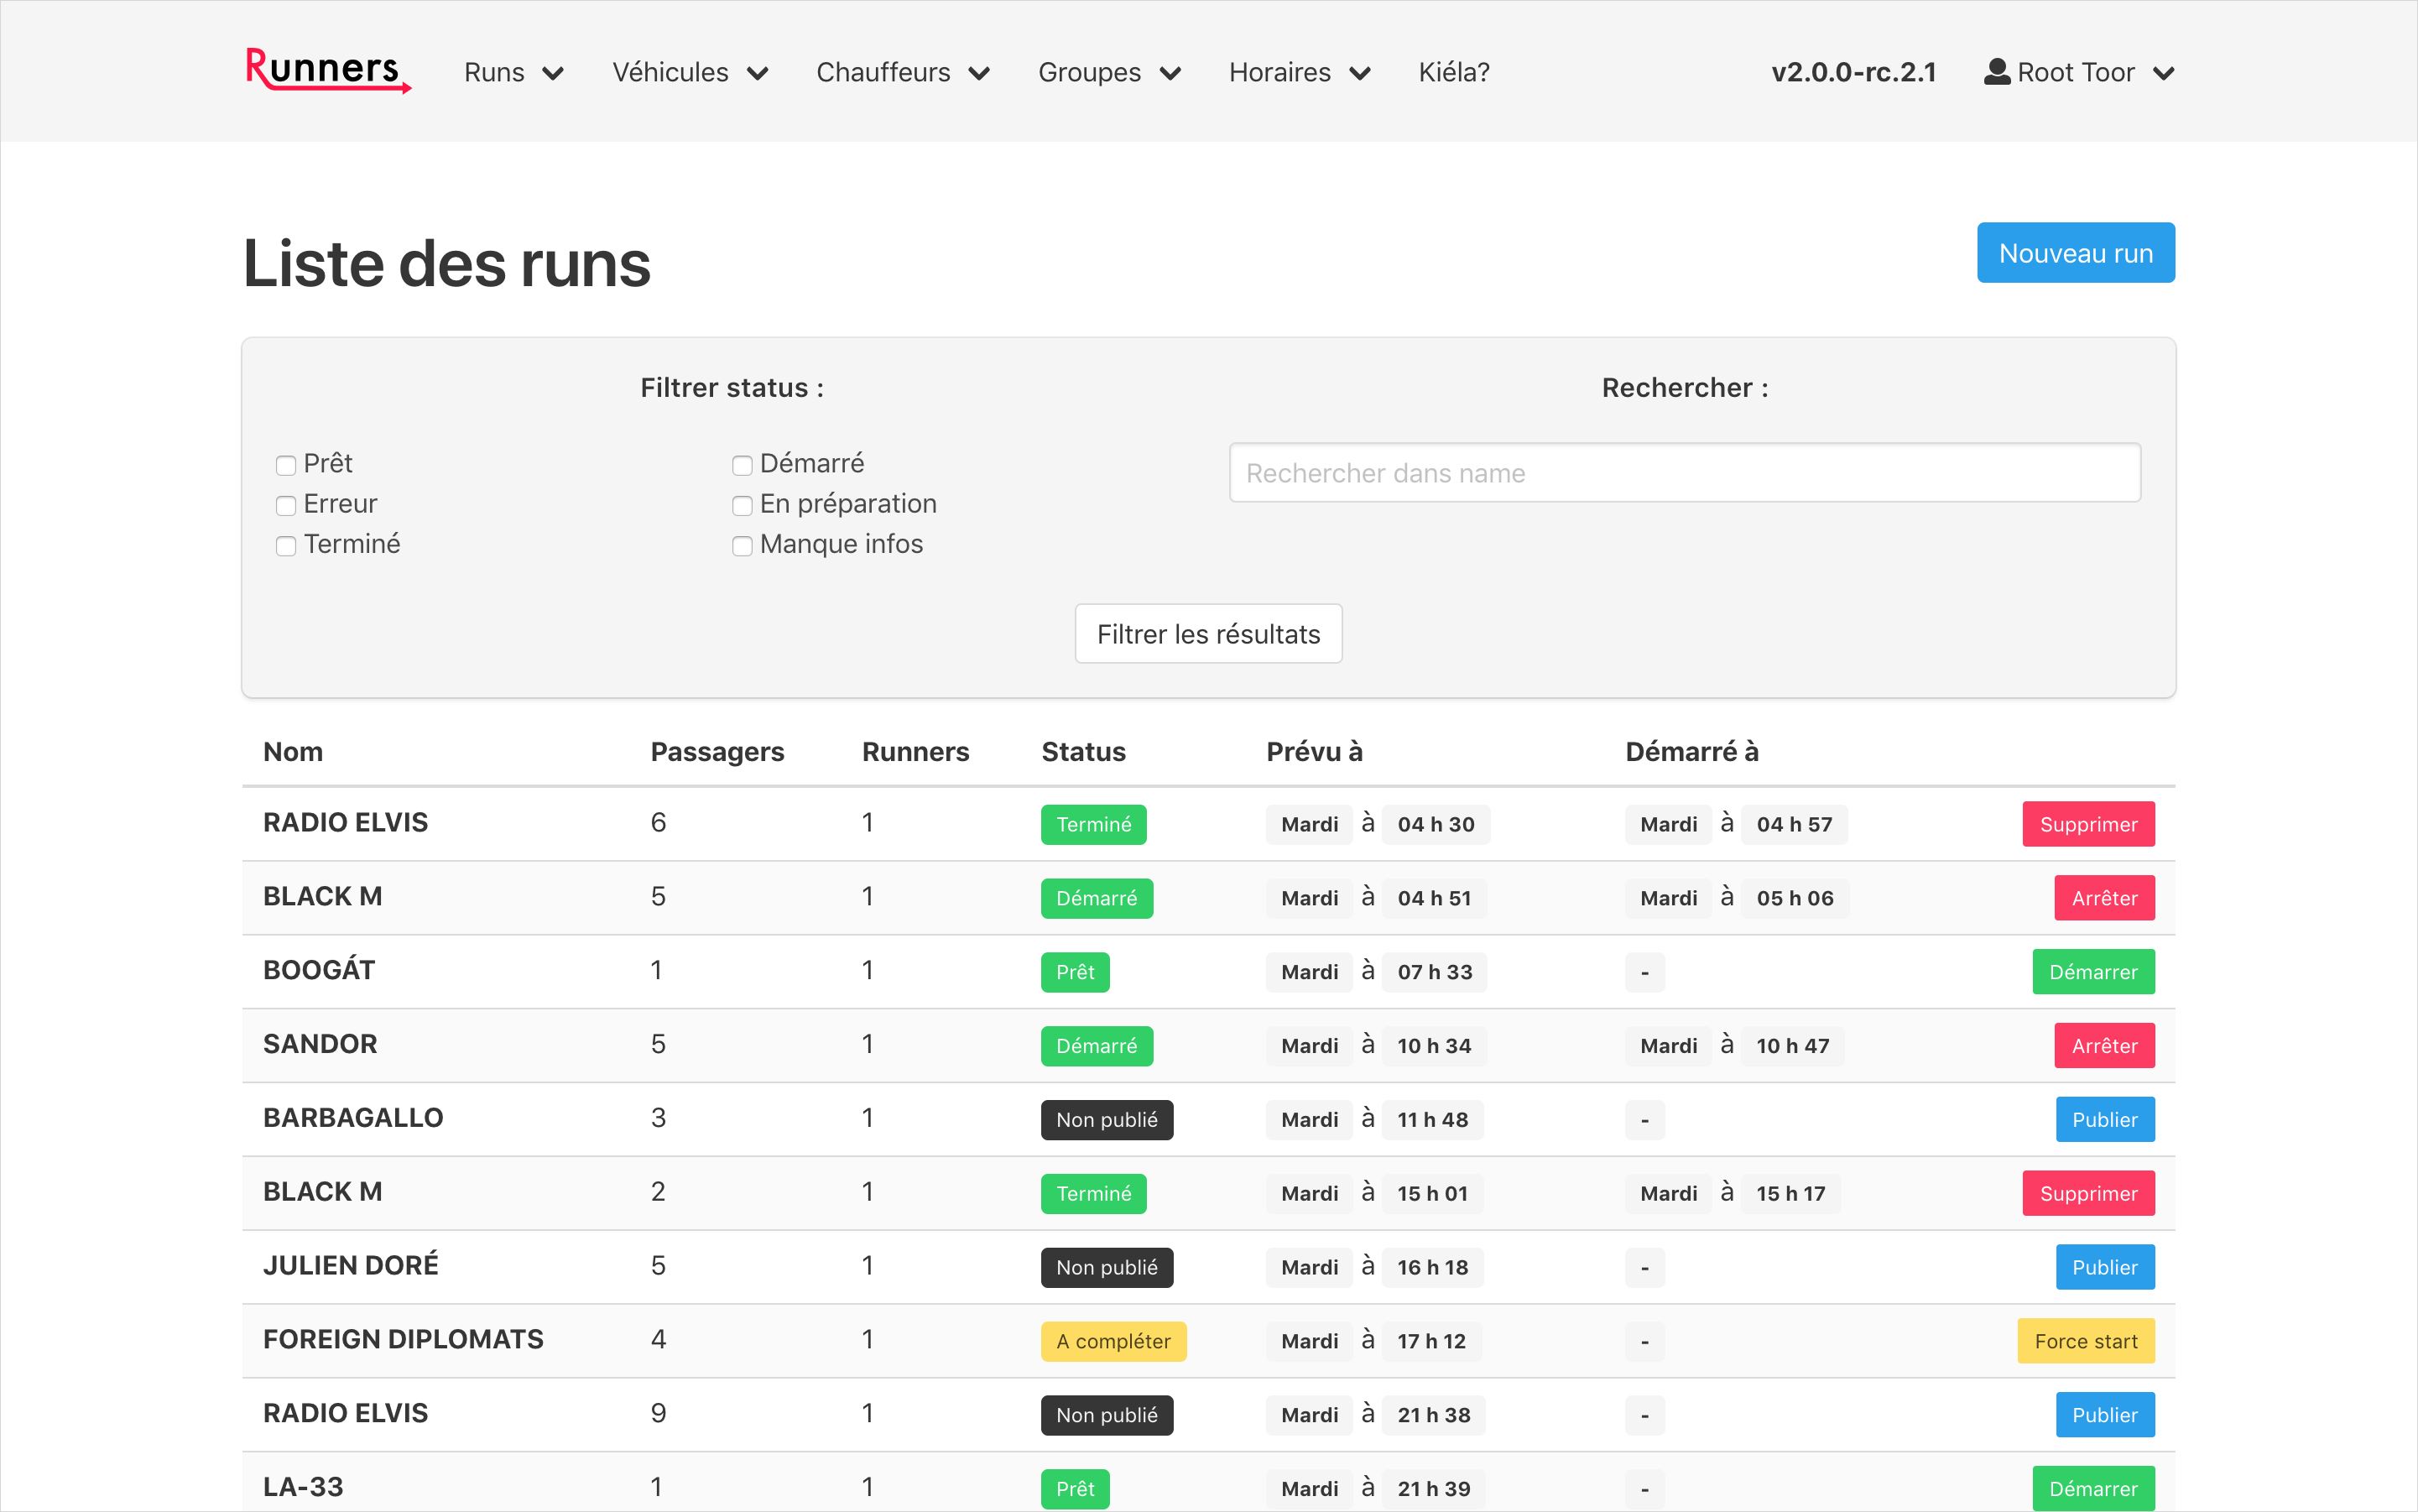 Runners Runs Véhicules Chauffeurs Groupes Horaires Kiéla? v2.0.0-rc.2.1 Root Toor
Liste des runs Nouveau run
Filtrer status : Rechercher :
Prêt Démarré Rechercher dans name
Erreur En préparation
Terminé Manque infos
Filtrer les résultats
Nom Passagers Runners Status Prévu à Démarré à
RADIO ELVIS 6 1 Terminé Mardi à 04 h 30 Mardi à 04 h 57 Supprimer
BLACK M 5 1 Démarré Mardi à 04 h 51 Mardi à 05 h 06 Arrêter
BOOGÁT 1 1 Prêt Mardi à 07 h 33 - Démarrer
SANDOR 5 1 Démarré Mardi à 10 h 34 Mardi à 10 h 47 Arrêter
BARBAGALLO 3 1 Non publié Mardi à 11 h 48 - Publier
BLACK M 2 1 Terminé Mardi à 15 h 01 Mardi à 15 h 17 Supprimer
JULIEN DORÉ 5 1 Non publié Mardi à 16 h 18 - Publier
FOREIGN DIPLOMATS 4 1 A compléter Mardi à 17 h 12 - Force start
RADIO ELVIS 9 1 Non publié Mardi à 21 h 38 - Publier
LA-33 1 1 Prêt Mardi à 21 h 39 - Démarrer